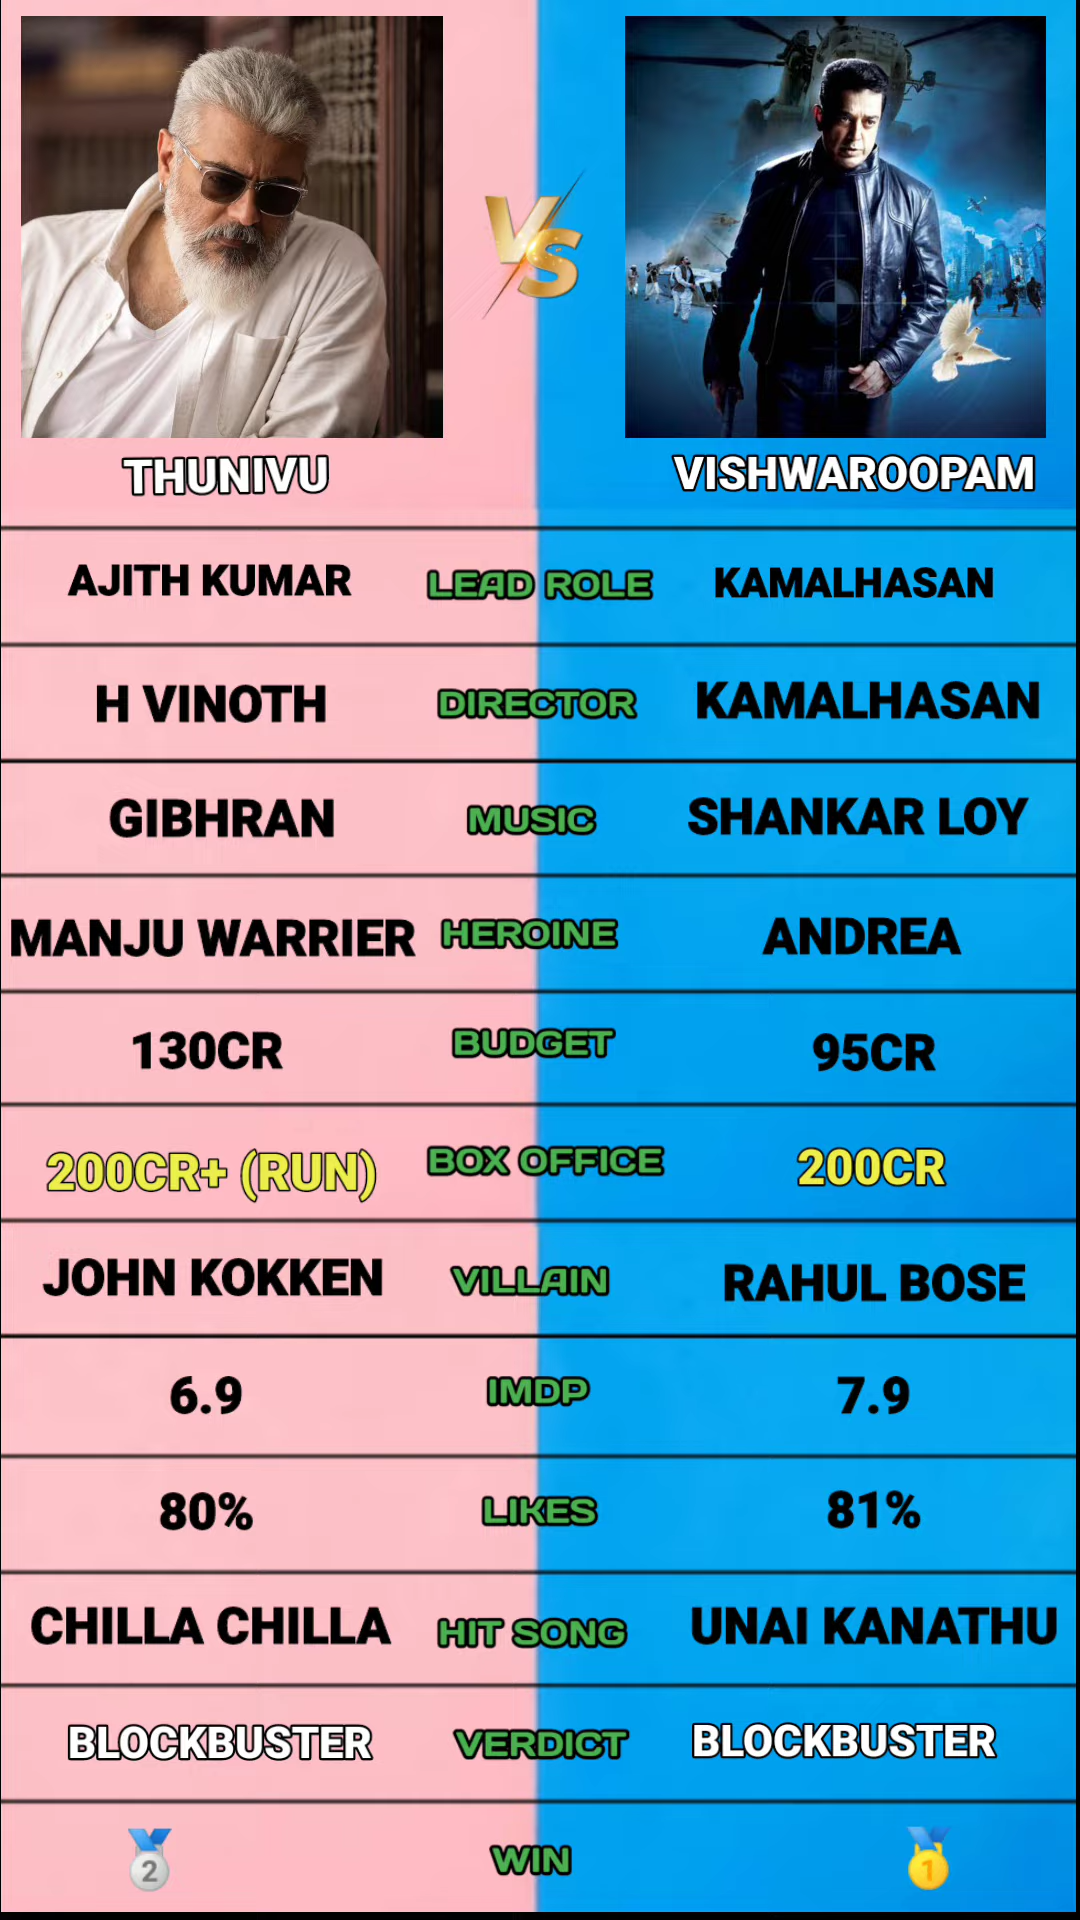 VS
THUNIVU VISHWAROOPAM
AJITH KUMAR LEAD ROLE KAMALHASAN
H VINOTH DIRECTOR KAMALHASAN
GIBHRAN MUSIC SHANKAR LOY
MANJU WARRIER HEROINE ANDREA
130CR BUDGET 95CR
200CR+ (RUN) BOX OFFICE 200CR
JOHN KOKKEN VILLAIN RAHUL BOSE
6.9 IMDP 7.9
80% LIKES 81%
CHILLA CHILLA HIT SONG UNAI KANATHU
BLOCKBUSTER VERDICT BLOCKBUSTER
2 WIN 1